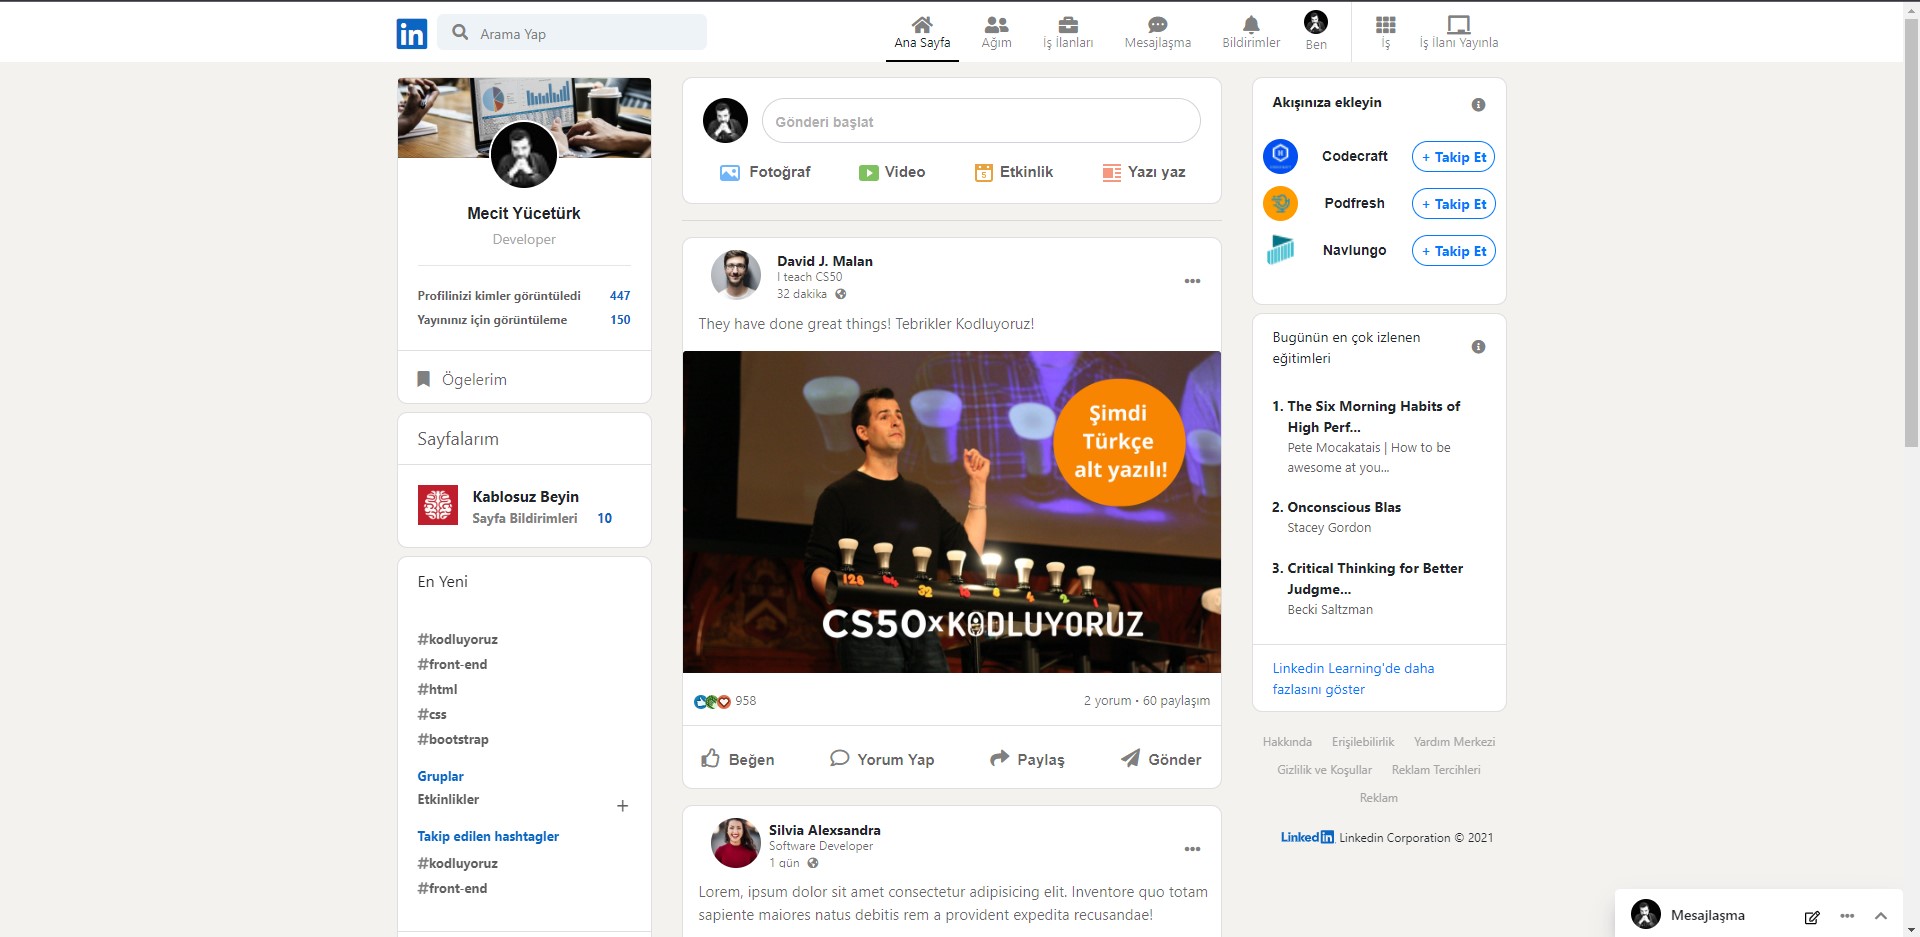 in
Arama Yap
Ana Sayfa
Ağım
İş İlanları
Mesajlaşma
Bildirimler
Ben
İş
İş İlanı Yayınla
Mecit Yücetürk
Developer
Profilinizi kimler görüntüledi 447
Yayınınız için görüntüleme 150
Ögelerim
Sayfalarım
Kablosuz Beyin
Sayfa Bildirimleri 10
En Yeni
#kodluyoruz
#front-end
#html
#css
#bootstrap
Gruplar
Etkinlikler
+
Takip edilen hashtagler
#kodluyoruz
#front-end
Gönderi başlat
Fotoğraf
Video
5 Etkinlik
Yazı yaz
David J. Malan
I teach CS50
32 dakika
They have done great things! Tebrikler Kodluyoruz!
Şimdi
Türkçe
alt yazılı!
128 64 32 16 8 4 2 1
CS50xKODLUYORUZ
958
2 yorum • 60 paylaşım
Beğen
Yorum Yap
Paylaş
Gönder
Silvia Alexsandra
Software Developer
1 gün
Lorem, ipsum dolor sit amet consectetur adipisicing elit. Inventore quo totam
sapiente maiores natus debitis rem a provident expedita recusandae!
Akışınıza ekleyin
Codecraft + Takip Et
Podfresh + Takip Et
Navlungo + Takip Et
Bugünün en çok izlenen
eğitimleri
1. The Six Morning Habits of
High Perf...
Pete Mocakatais | How to be
awesome at you...
2. Onconscious Blas
Stacey Gordon
3. Critical Thinking for Better
Judgme...
Becki Saltzman
Linkedin Learning'de daha
fazlasını göster
Hakkında Erişilebilirlik Yardım Merkezi
Gizlilik ve Koşullar Reklam Tercihleri
Reklam
Linkedin Linkedin Corporation © 2021
Mesajlaşma